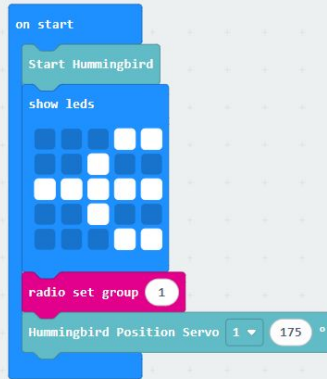 on start
Start Hummingbird
show leds
radio set group 1
Hummingbird Position Servo 1 175 °